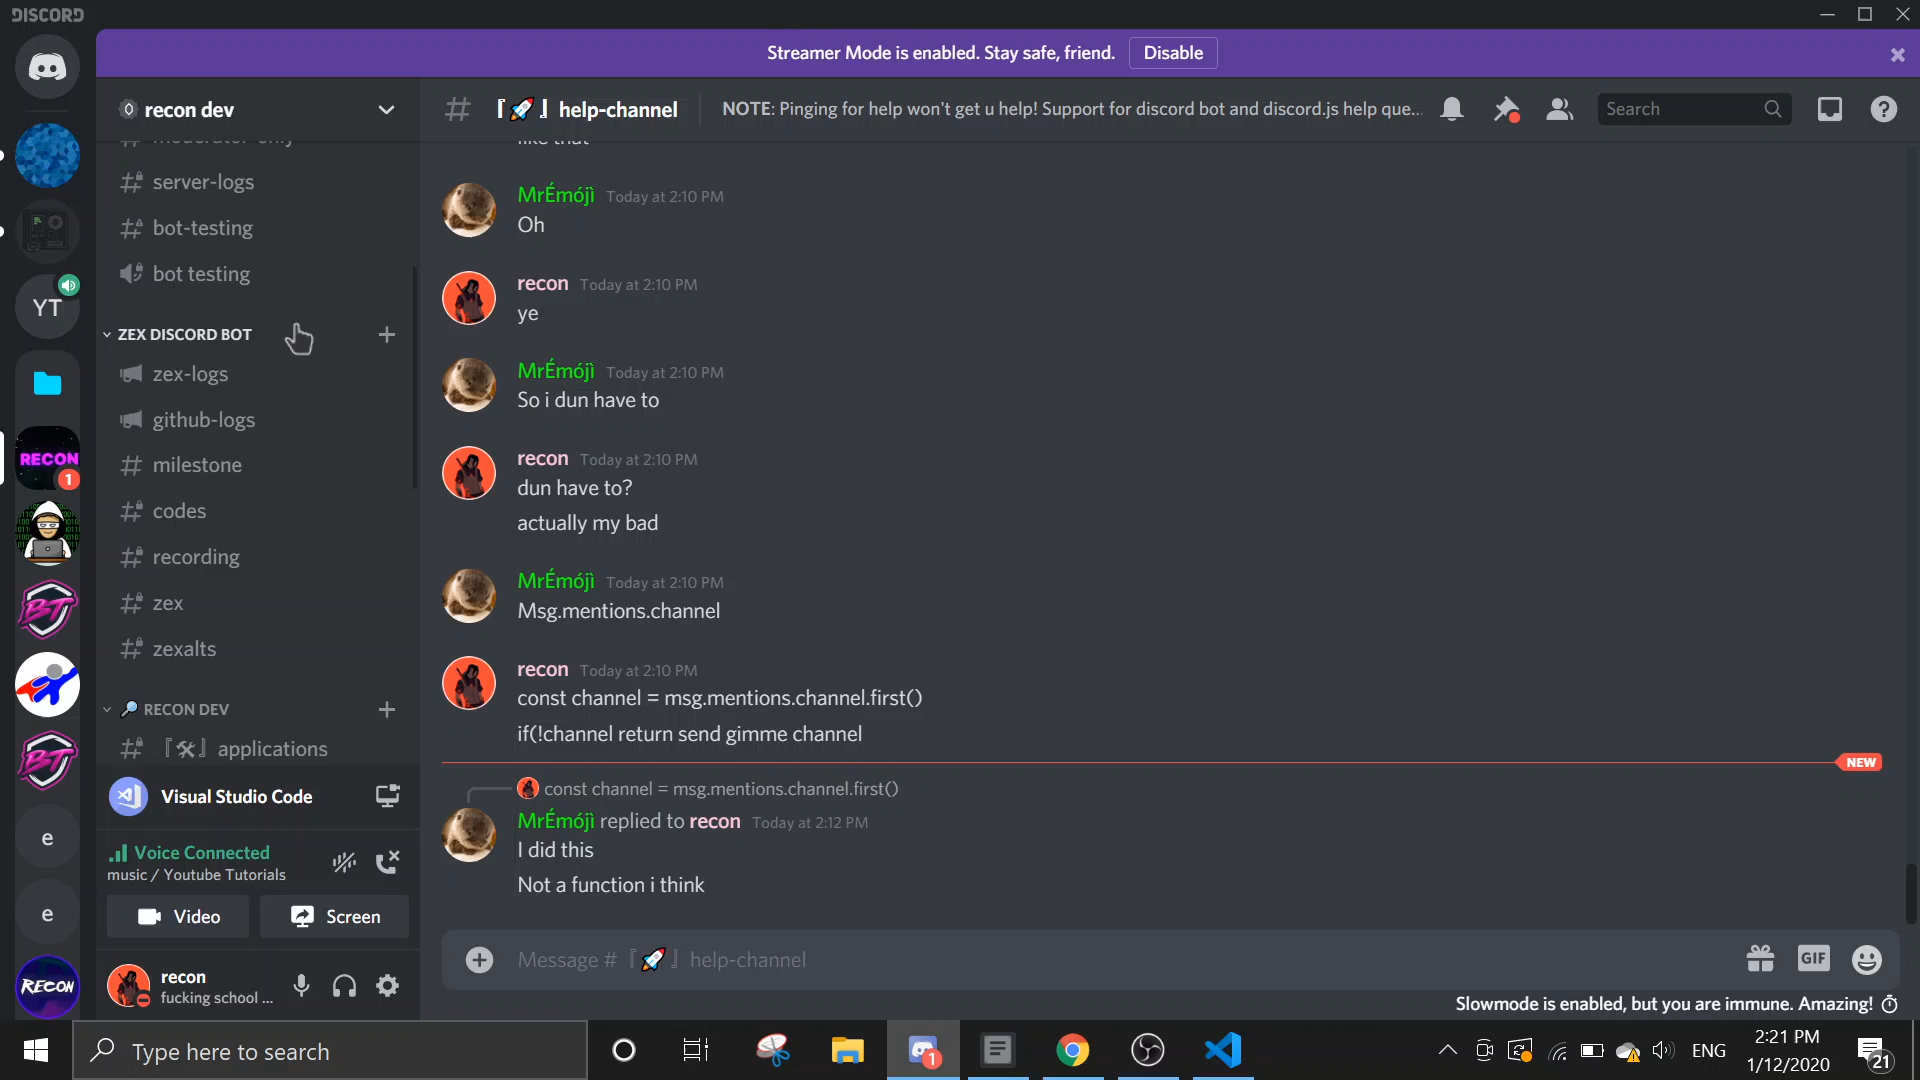 DISCORD
Streamer Mode is enabled. Stay safe, friend. Disable
recon dev
# 『🚀』 help-channel
NOTE: Pinging for help won't get u help! Support for discord bot and discord.js help que...
Search
moderator-only
server-logs
bot-testing
bot testing
YT
ZEX DISCORD BOT
zex-logs
github-logs
milestone
codes
recording
zex
zexalts
RECON
1
BT
BT
🔎 RECON DEV
『🛠』 applications
e
e
RECON
Visual Studio Code
Voice Connected
music / Youtube Tutorials
Video
Screen
recon
fucking school ...
like that
MrÉmójì Today at 2:10 PM
Oh
recon Today at 2:10 PM
ye
MrÉmójì Today at 2:10 PM
So i dun have to
recon Today at 2:10 PM
dun have to?
actually my bad
MrÉmójì Today at 2:10 PM
Msg.mentions.channel
recon Today at 2:10 PM
const channel = msg.mentions.channel.first()
if(!channel return send gimme channel
NEW
const channel = msg.mentions.channel.first()
MrÉmójì replied to recon Today at 2:12 PM
I did this
Not a function i think
Message # 『🚀』 help-channel
GIF
Slowmode is enabled, but you are immune. Amazing!
Type here to search
1
ENG
2:21 PM
1/12/2020
21